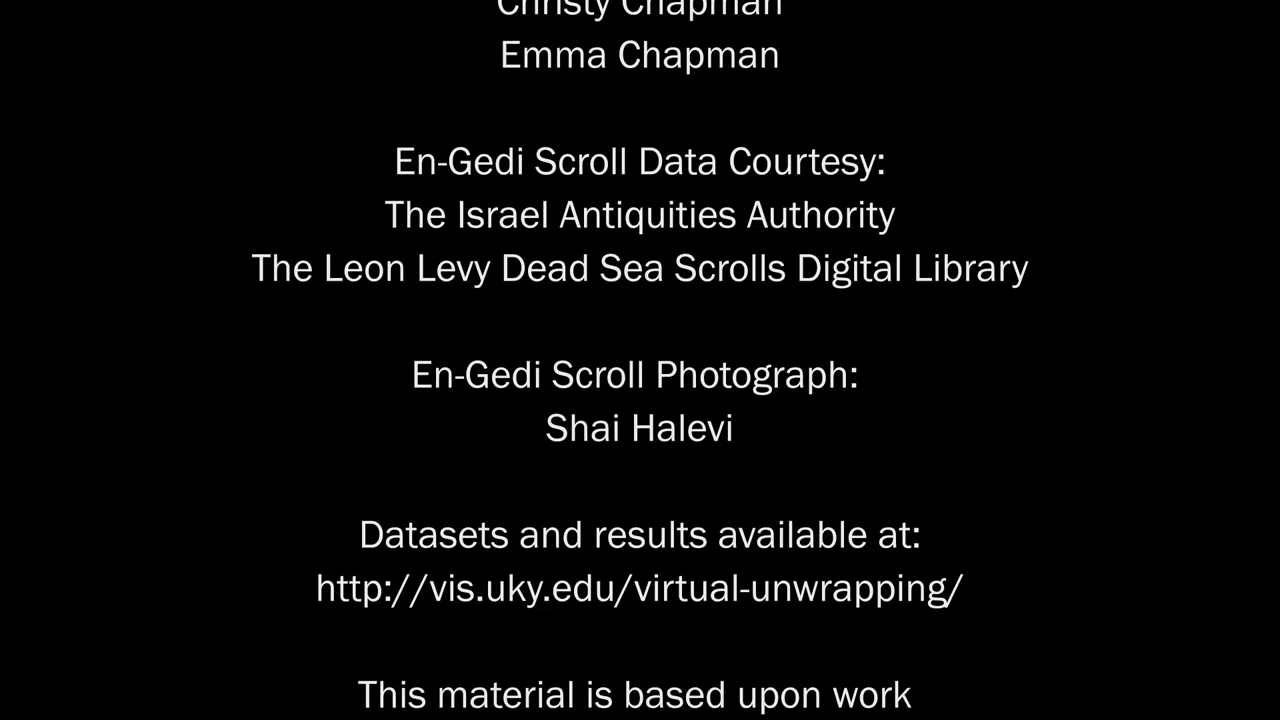 Christy Chapman
Emma Chapman
En-Gedi Scroll Data Courtesy:
The Israel Antiquities Authority
The Leon Levy Dead Sea Scrolls Digital Library
En-Gedi Scroll Photograph:
Shai Halevi
Datasets and results available at:
http://vis.uky.edu/virtual-unwrapping/
This material is based upon work